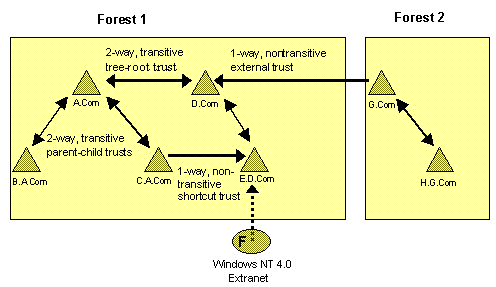 Forest 1
Forest 2
2-way, transitive
tree-root trust
1-way, nontransitive
external trust
A.Com
D.Com
G.Com
2-way, transitive
parent-child trusts
B.A.Com
C.A.Com
1-way, non-
transitive
shortcut trust
E.D.Com
H.G.Com
F
Windows NT 4.0
Extranet